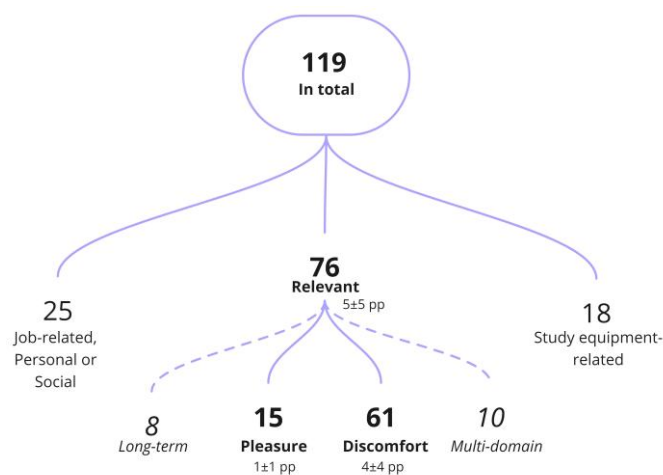 119
In total
76
Relevant
5±5 pp
25
Job-related,
Personal or
Social
18
Study equipment-
related
8
Long-term
15
Pleasure
1±1 pp
61
Discomfort
4±4 pp
10
Multi-domain